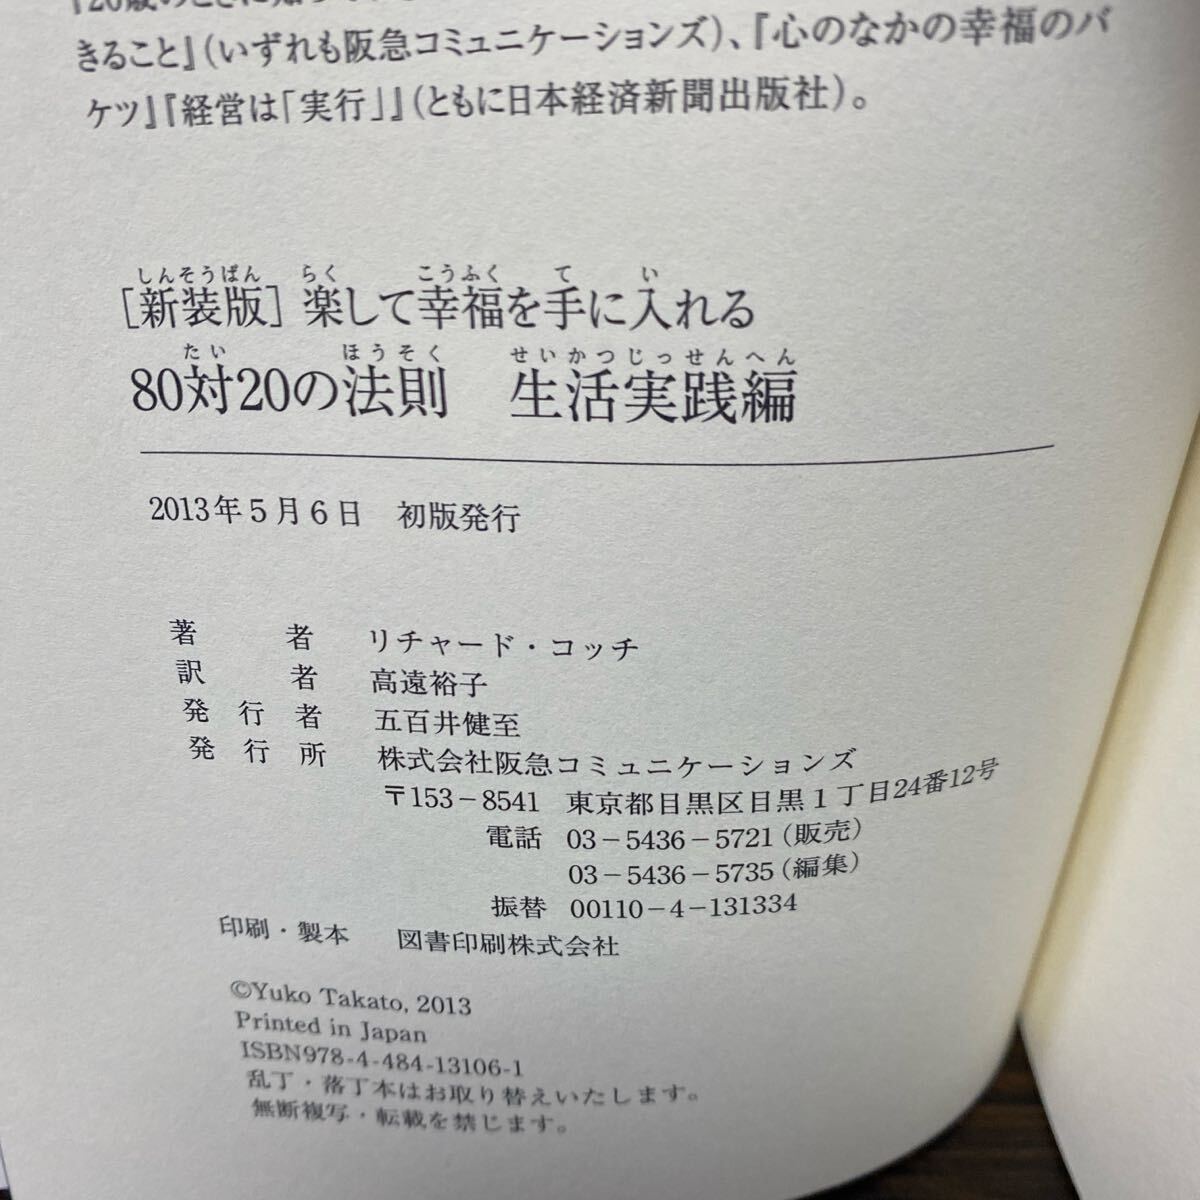 きること』(いずれも阪急コミュニケーションズ)、『心のなかの幸福のバ
ケツ』『経営は「実行」』(ともに日本経済新聞出版社)。
しんそうばん らく こうふく て い
[新装版] 楽して幸福を手に入れる
たい ほうそく せいかつじっせんへん
80対20の法則 生活実践編
2013年5月6日 初版発行
著者 リチャード・コッチ
訳者 高遠裕子
発行者 五百井健至
発行所 株式会社阪急コミュニケーションズ
〒153-8541 東京都目黒区目黒1丁目24番12号
電話 03-5436-5721(販売)
03-5436-5735(編集)
振替 00110-4-131334
印刷・製本 図書印刷株式会社
©Yuko Takato, 2013
Printed in Japan
ISBN978-4-484-13106-1
乱丁・落丁本はお取り替えいたします。
無断複写・転載を禁じます。